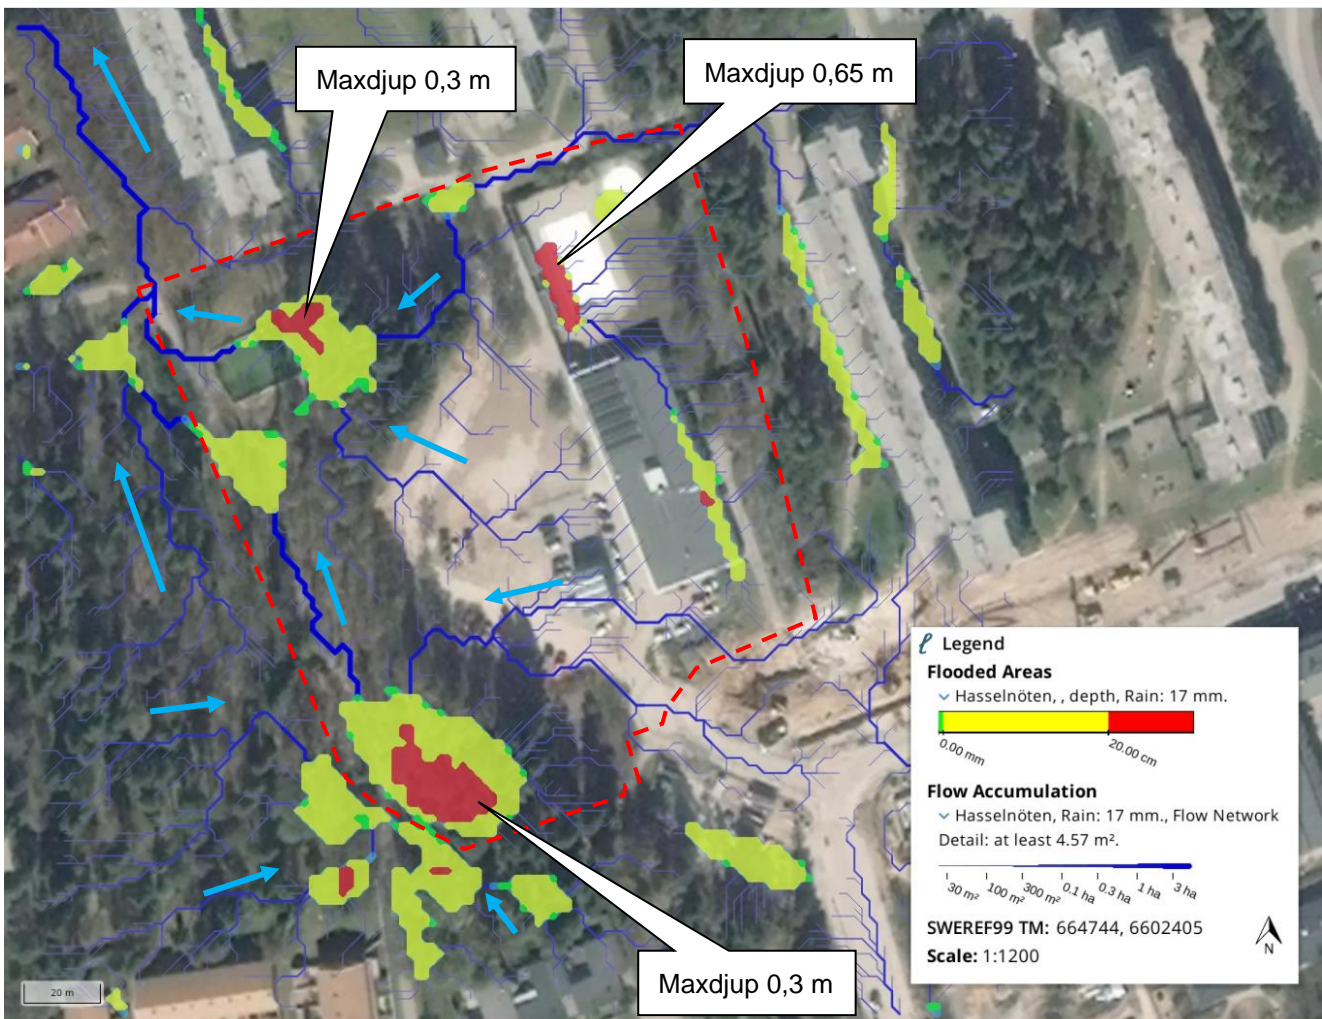 Maxdjup 0,3 m
Maxdjup 0,65 m
Legend
Flooded Areas
Hasselnöten, , depth, Rain: 17 mm.
0.00 mm
20.00 cm
Flow Accumulation
Hasselnöten, Rain: 17 mm., Flow Network
Detail: at least 4.57 m².
30 m²
100 m²
300 m²
0.1 ha
0.3 ha
1 ha
3 ha
SWEREF99 TM: 664744, 6602405
Scale: 1:1200
N
Maxdjup 0,3 m
20 m